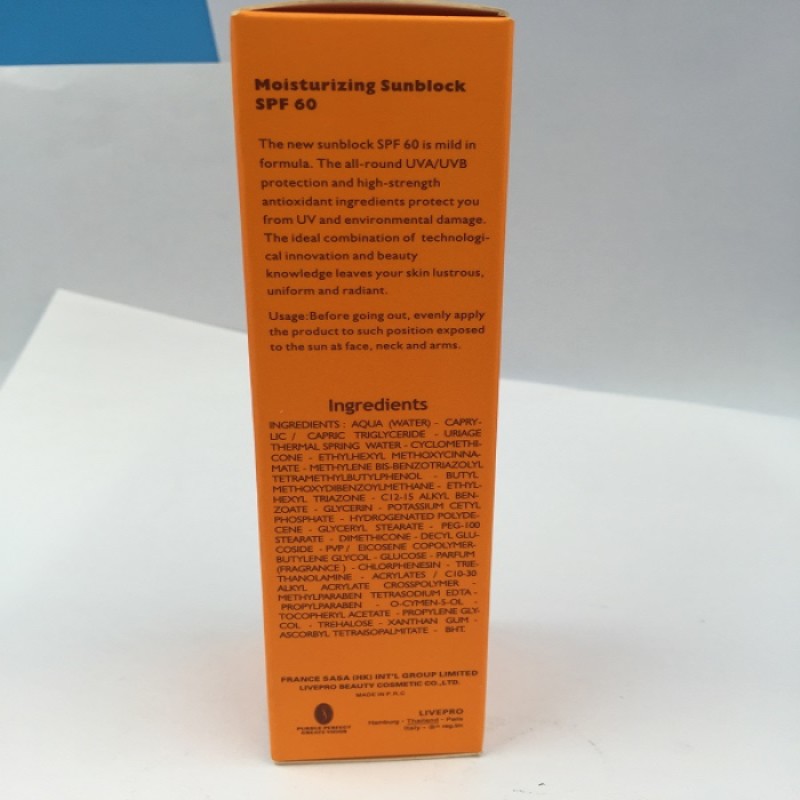 Moisturizing Sunblock
SPF 60
The new sunblock SPF 60 is mild in
formula. The all-round UVA/UVB
protection and high-strength
antioxidant ingredients protect you
from UV and environmental damage.
The ideal combination of technologi-
cal innovation and beauty
knowledge leaves your skin lustrous,
uniform and radiant.
Usage:Before going out, evenly apply
the product to such position exposed
to the sun as face, neck and arms.
Ingredients
INGREDIENTS : AQUA (WATER) - CAPRY-
LIC / CAPRIC TRIGLYCERIDE - URIAGE
THERMAL SPRING WATER - CYCLOMETHI-
CONE - ETHYLHEXYL METHOXYCINNA-
MATE - METHYLENE BIS-BENZOTRIAZOLYL
TETRAMETHYLBUTYLPHENOL - BUTYL
METHOXYDIBENZOYLMETHANE - ETHYL-
HEXYL TRIAZONE - C12-15 ALKYL BEN-
ZOATE - GLYCERIN - POTASSIUM CETYL
PHOSPHATE - HYDROGENATED POLYDE-
CENE - GLYCERYL STEARATE - PEG-100
STEARATE - DIMETHICONE - DECYL GLU-
COSIDE - PVP / EICOSENE COPOLYMER-
BUTYLENE GLYCOL - GLUCOSE - PARFUM
(FRAGRANCE ) - CHLORPHENESIN - TRIE-
THANOLAMINE - ACRYLATES / C10-30
ALKYL ACRYLATE CROSSPOLYMER -
METHYLPARABEN TETRASODIUM EDTA -
PROPYLPARABEN - O-CYMEN-5-OL -
TOCOPHERYL ACETATE - PROPYLENE GLY-
COL - TREHALOSE - XANTHAN GUM -
ASCORBYL TETRAISOPALMITATE - BHT.
FRANCE SASA (HK) INT'L GROUP LIMITED
LIVEPRO BEAUTY COSMETIC CO.,LTD.
MADE IN P.R.C
LIVEPRO
Hamburg - Thailand - Paris
Italy -